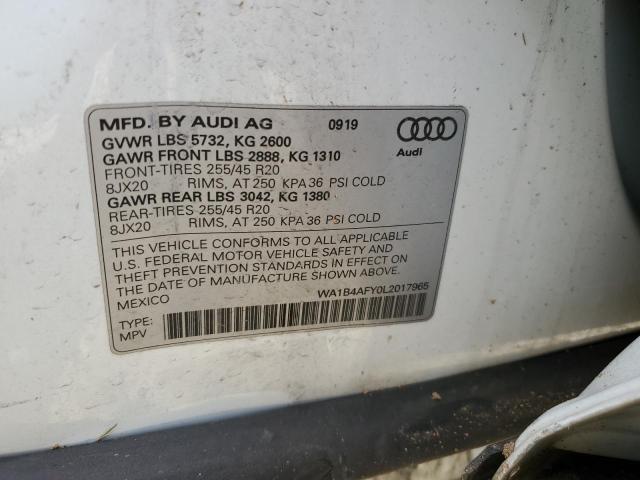 MFD. BY AUDI AG 0919
GVWR LBS 5732, KG 2600
GAWR FRONT LBS 2888, KG 1310
FRONT-TIRES 255/45 R20
8JX20 RIMS, AT 250 KPA 36 PSI COLD
GAWR REAR LBS 3042, KG 1380
REAR-TIRES 255/45 R20
8JX20 RIMS, AT 250 KPA 36 PSI COLD
Audi
THIS VEHICLE CONFORMS TO ALL APPLICABLE
U.S. FEDERAL MOTOR VEHICLE SAFETY AND
THEFT PREVENTION STANDARDS IN EFFECT ON
THE DATE OF MANUFACTURE SHOWN ABOVE.
MEXICO
WA1B4AFY0L2017965
TYPE:
MPV